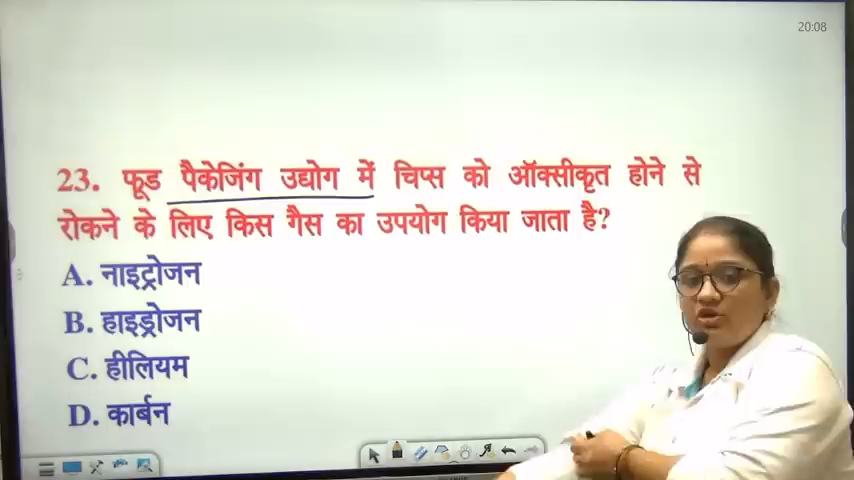 20:08
23. फूड पैकेजिंग उद्योग में चिप्स को ऑक्सीकृत होने से
रोकने के लिए किस गैस का उपयोग किया जाता है?
A. नाइट्रोजन
B. हाइड्रोजन
C. हीलियम
D. कार्बन